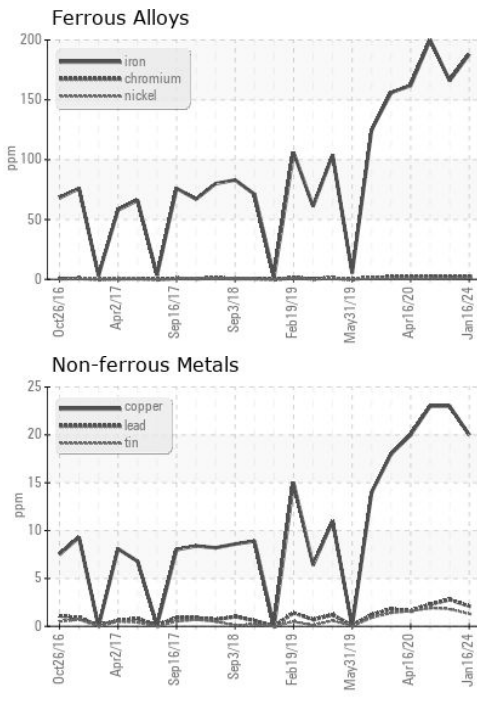 Ferrous Alloys
200
150
100
50
0
ppm
iron
chromium
nickel
Oct26/16
Apr2/17
Sep16/17
Sep3/18
Feb19/19
May31/19
Apr16/20
Jan16/24
Non-ferrous Metals
25
20
15
10
5
0
ppm
copper
lead
tin
Oct26/16
Apr2/17
Sep16/17
Sep3/18
Feb19/19
May31/19
Apr16/20
Jan16/24